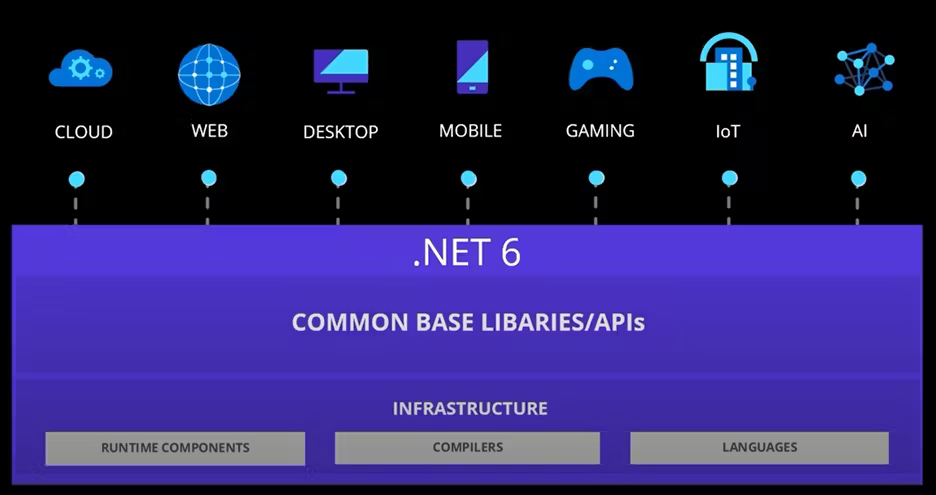 CLOUD WEB DESKTOP MOBILE GAMING IoT AI
.NET 6
COMMON BASE LIBARIES/APIs
INFRASTRUCTURE
RUNTIME COMPONENTS COMPILERS LANGUAGES